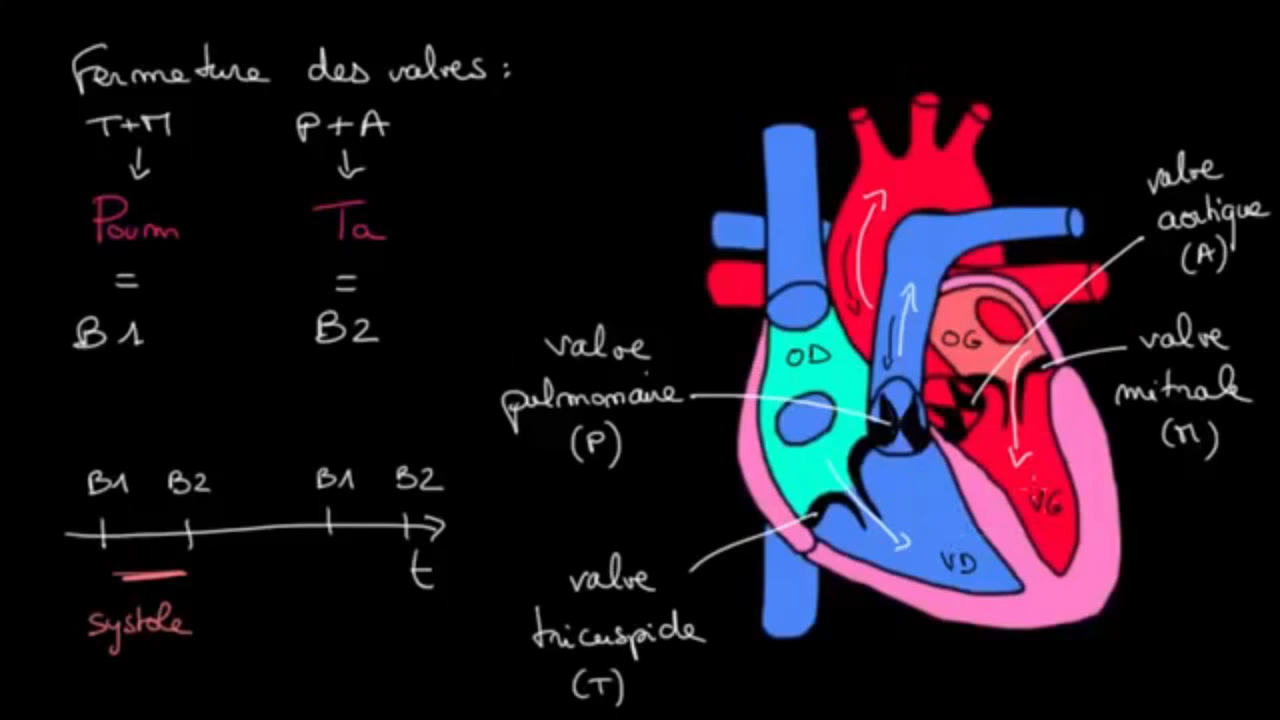 Fermeture des valves :
T+M P+A
Poum Ta
= =
B1 B2
B1 B2 B1 B2
t
systole
valve
pulmonaire
(P)
valve
tricuspide
(T)
valve
aortique
(A)
valve
mitrale
(M)
OD
OG
VG
VD